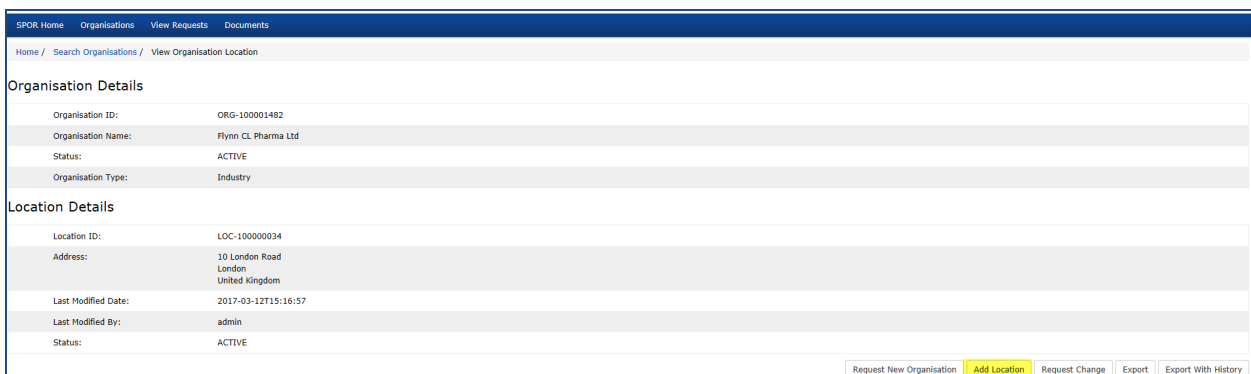 SPOR Home Organisations View Requests Documents
Home / Search Organisations / View Organisation Location
Organisation Details
Organisation ID: ORG-100001482
Organisation Name: Flynn CL Pharma Ltd
Status: ACTIVE
Organisation Type: Industry
Location Details
Location ID: LOC-100000034
Address: 10 London Road
London
United Kingdom
Last Modified Date: 2017-03-12T15:16:57
Last Modified By: admin
Status: ACTIVE
Request New Organisation Add Location Request Change Export Export With History